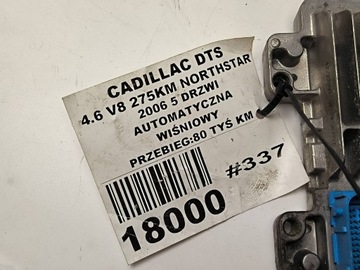 CADILLAC DTS
4.6 V8 275KM NORTHSTAR
2006 5 DRZWI
AUTOMATYCZNA
WIŚNIOWY
PRZEBIEG:80 TYŚ KM
#337
18000